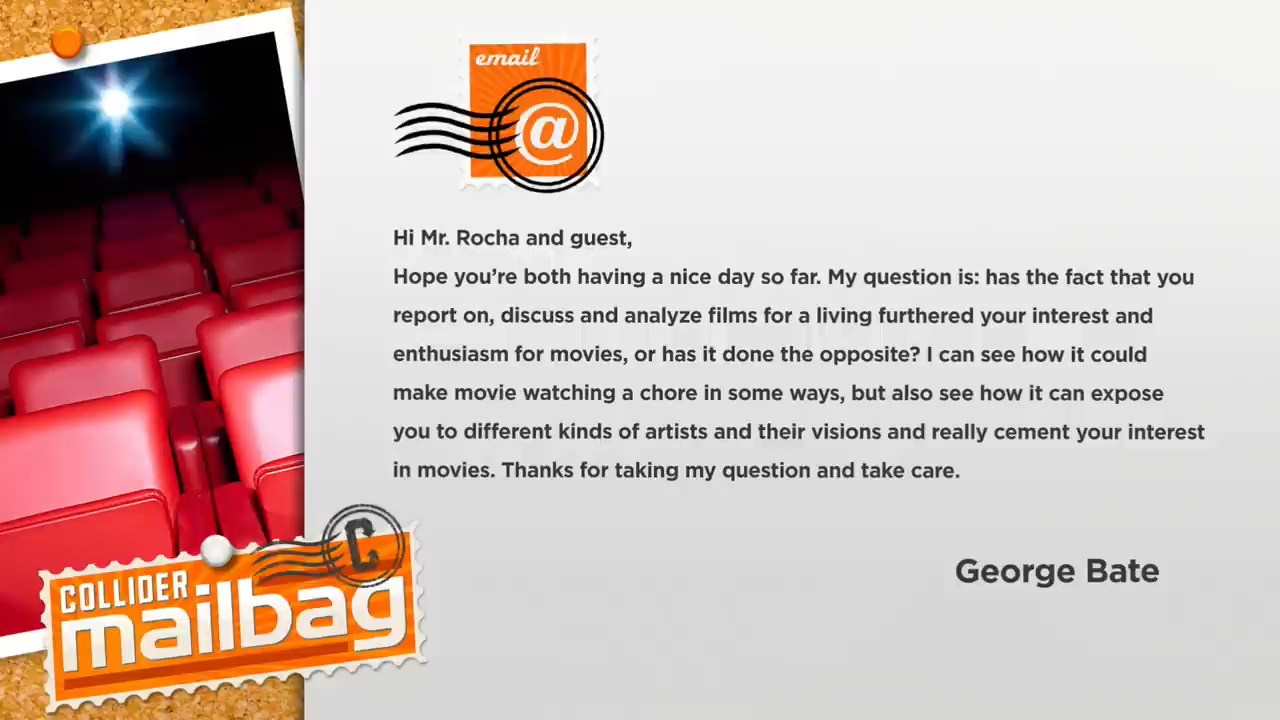 email
@
Hi Mr. Rocha and guest,
Hope you’re both having a nice day so far. My question is: has the fact that you
report on, discuss and analyze films for a living furthered your interest and
enthusiasm for movies, or has it done the opposite? I can see how it could
make movie watching a chore in some ways, but also see how it can expose
you to different kinds of artists and their visions and really cement your interest
in movies. Thanks for taking my question and take care.
George Bate
C
COLLIDER
mailbag